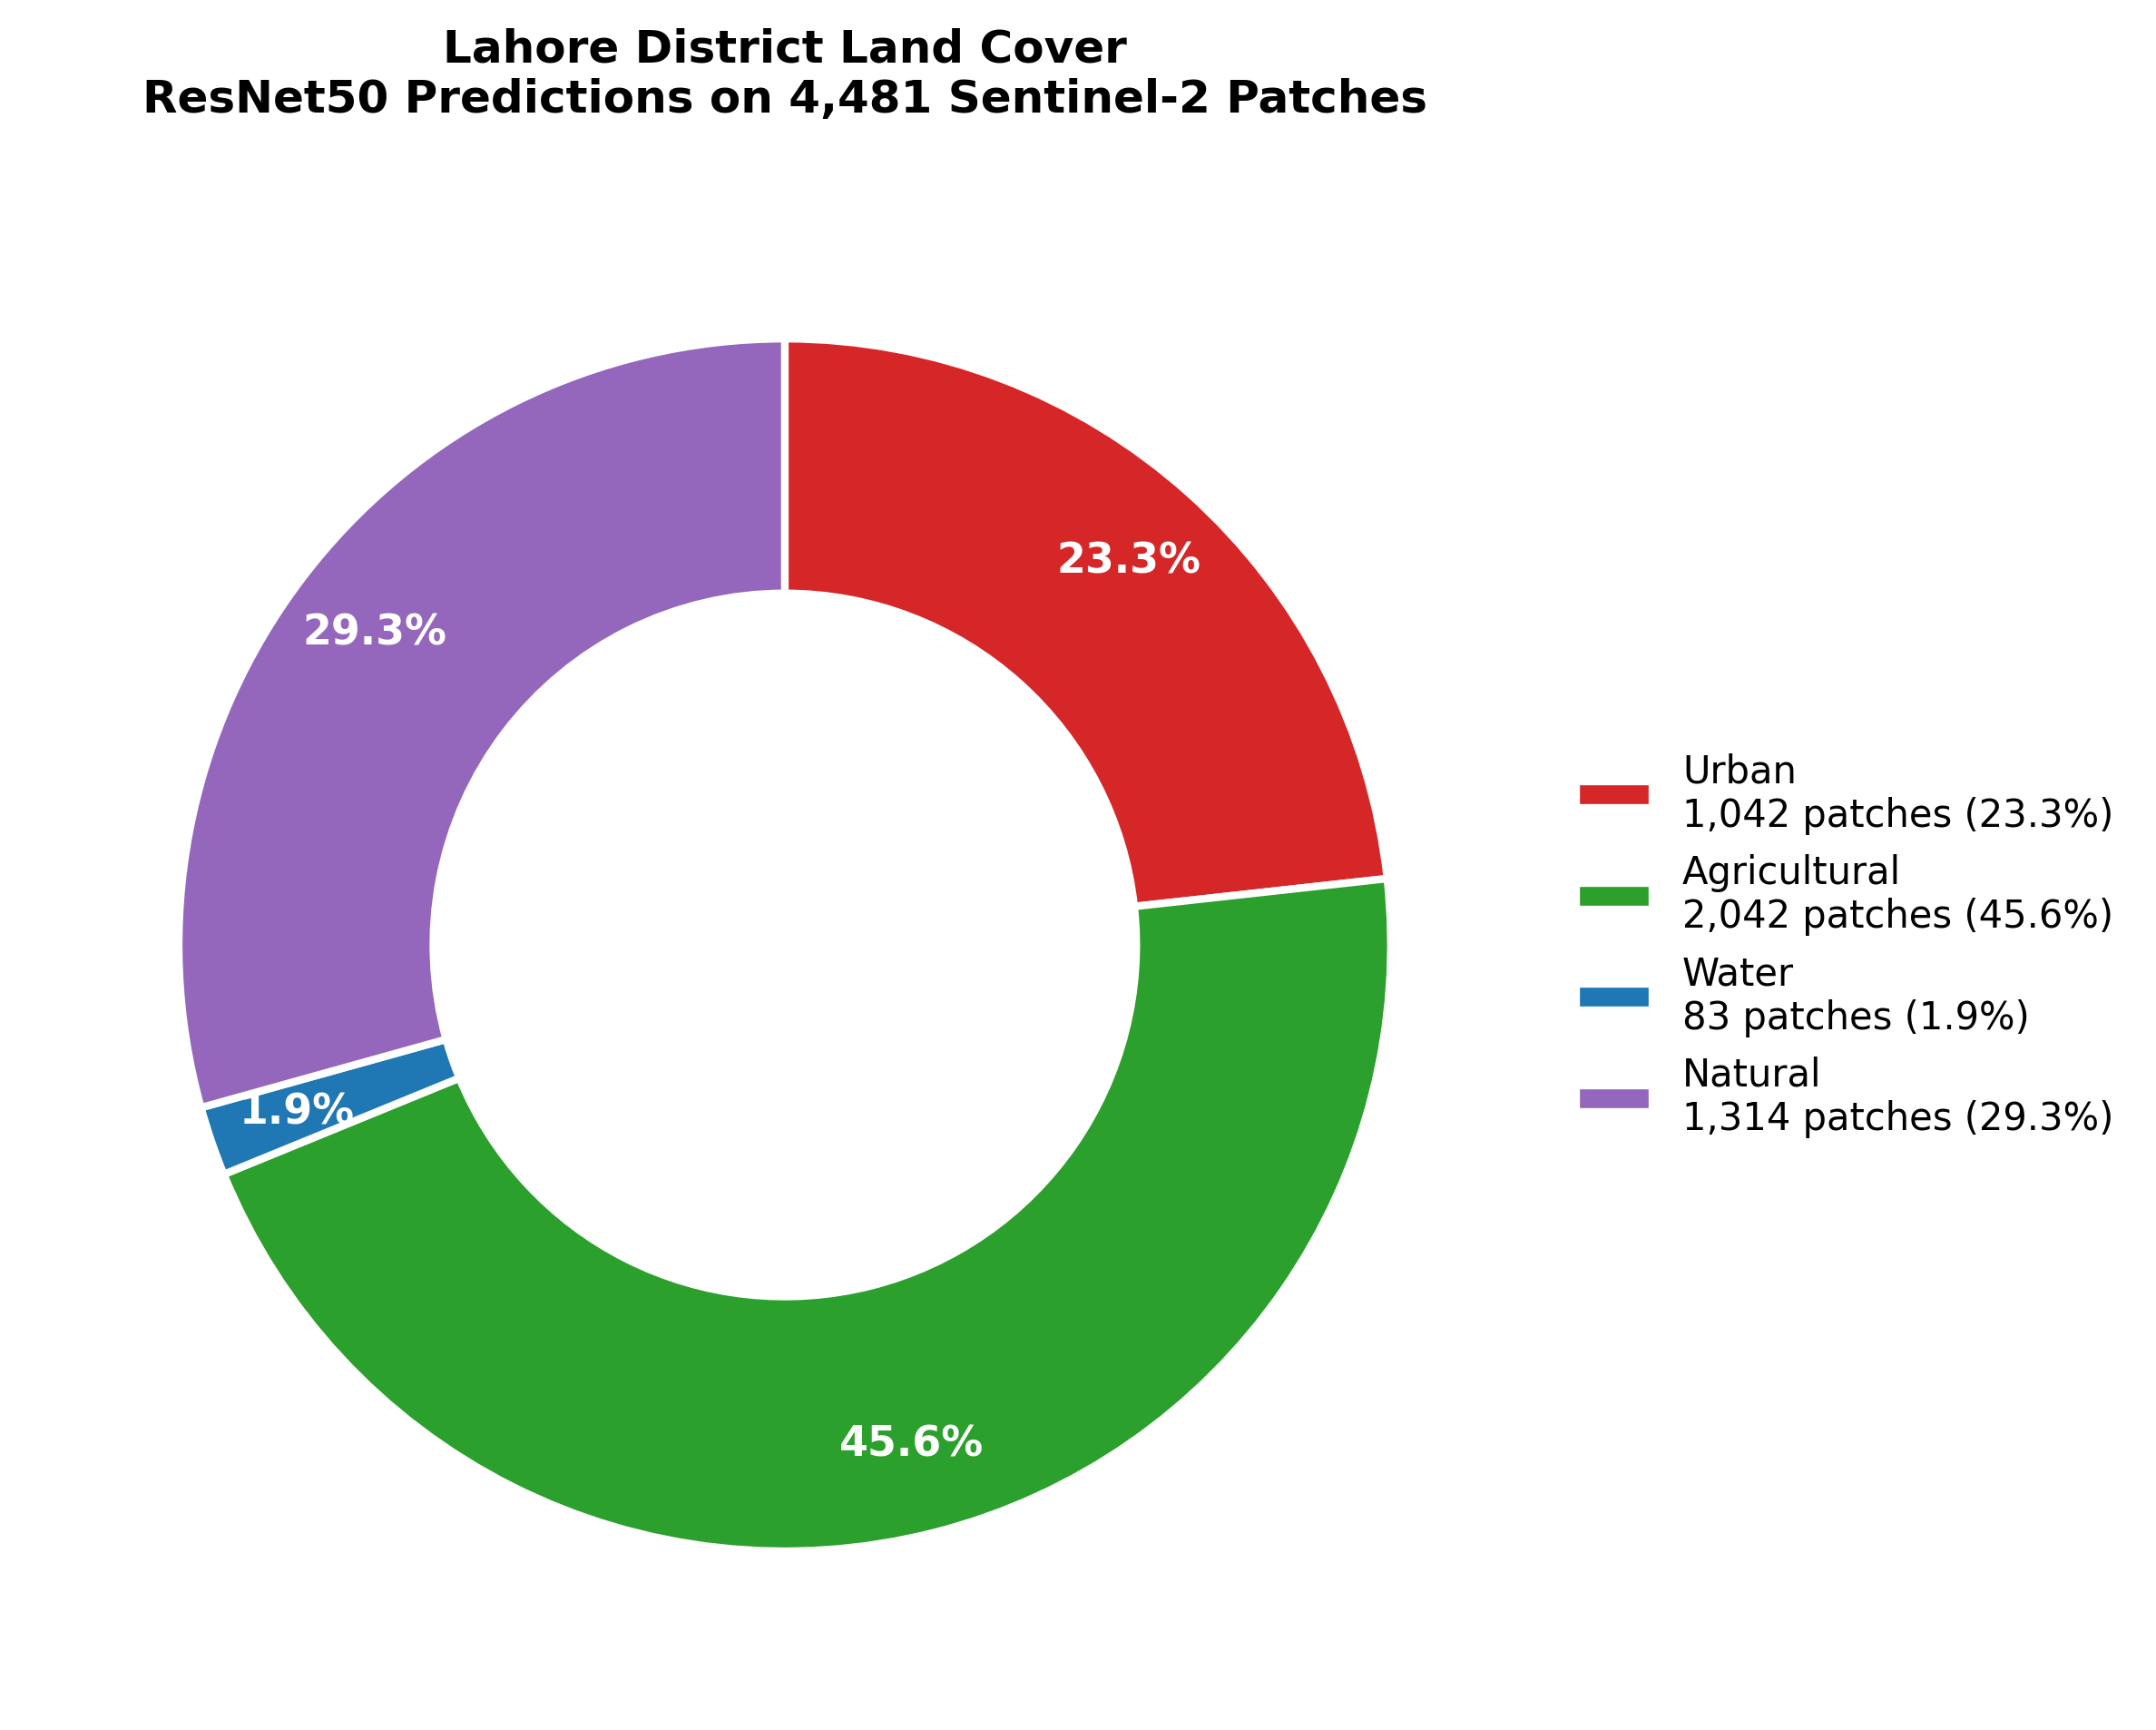 Lahore District Land Cover
ResNet50 Predictions on 4,481 Sentinel-2 Patches
23.3%
29.3%
1.9%
45.6%
Urban
1,042 patches (23.3%)
Agricultural
2,042 patches (45.6%)
Water
83 patches (1.9%)
Natural
1,314 patches (29.3%)